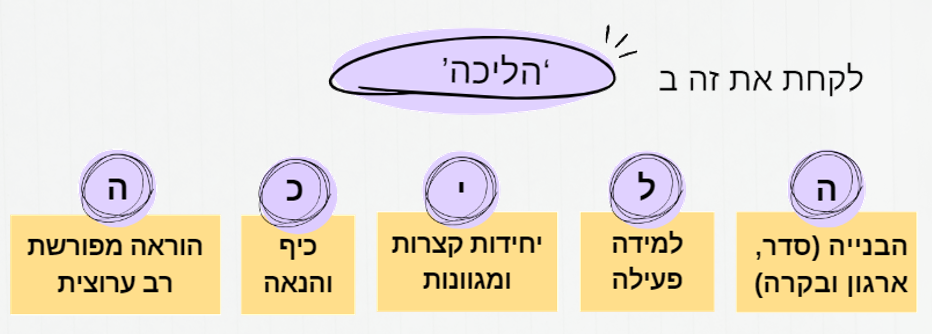 לקחת את זה ב
'הליכה'
ה
הבנייה (סדר,
ארגון ובקרה)
ל
למידה
פעילה
י
יחידות קצרות
ומגוונות
כ
כיף
והנאה
ה
הוראה מפורשת
רב ערוצית